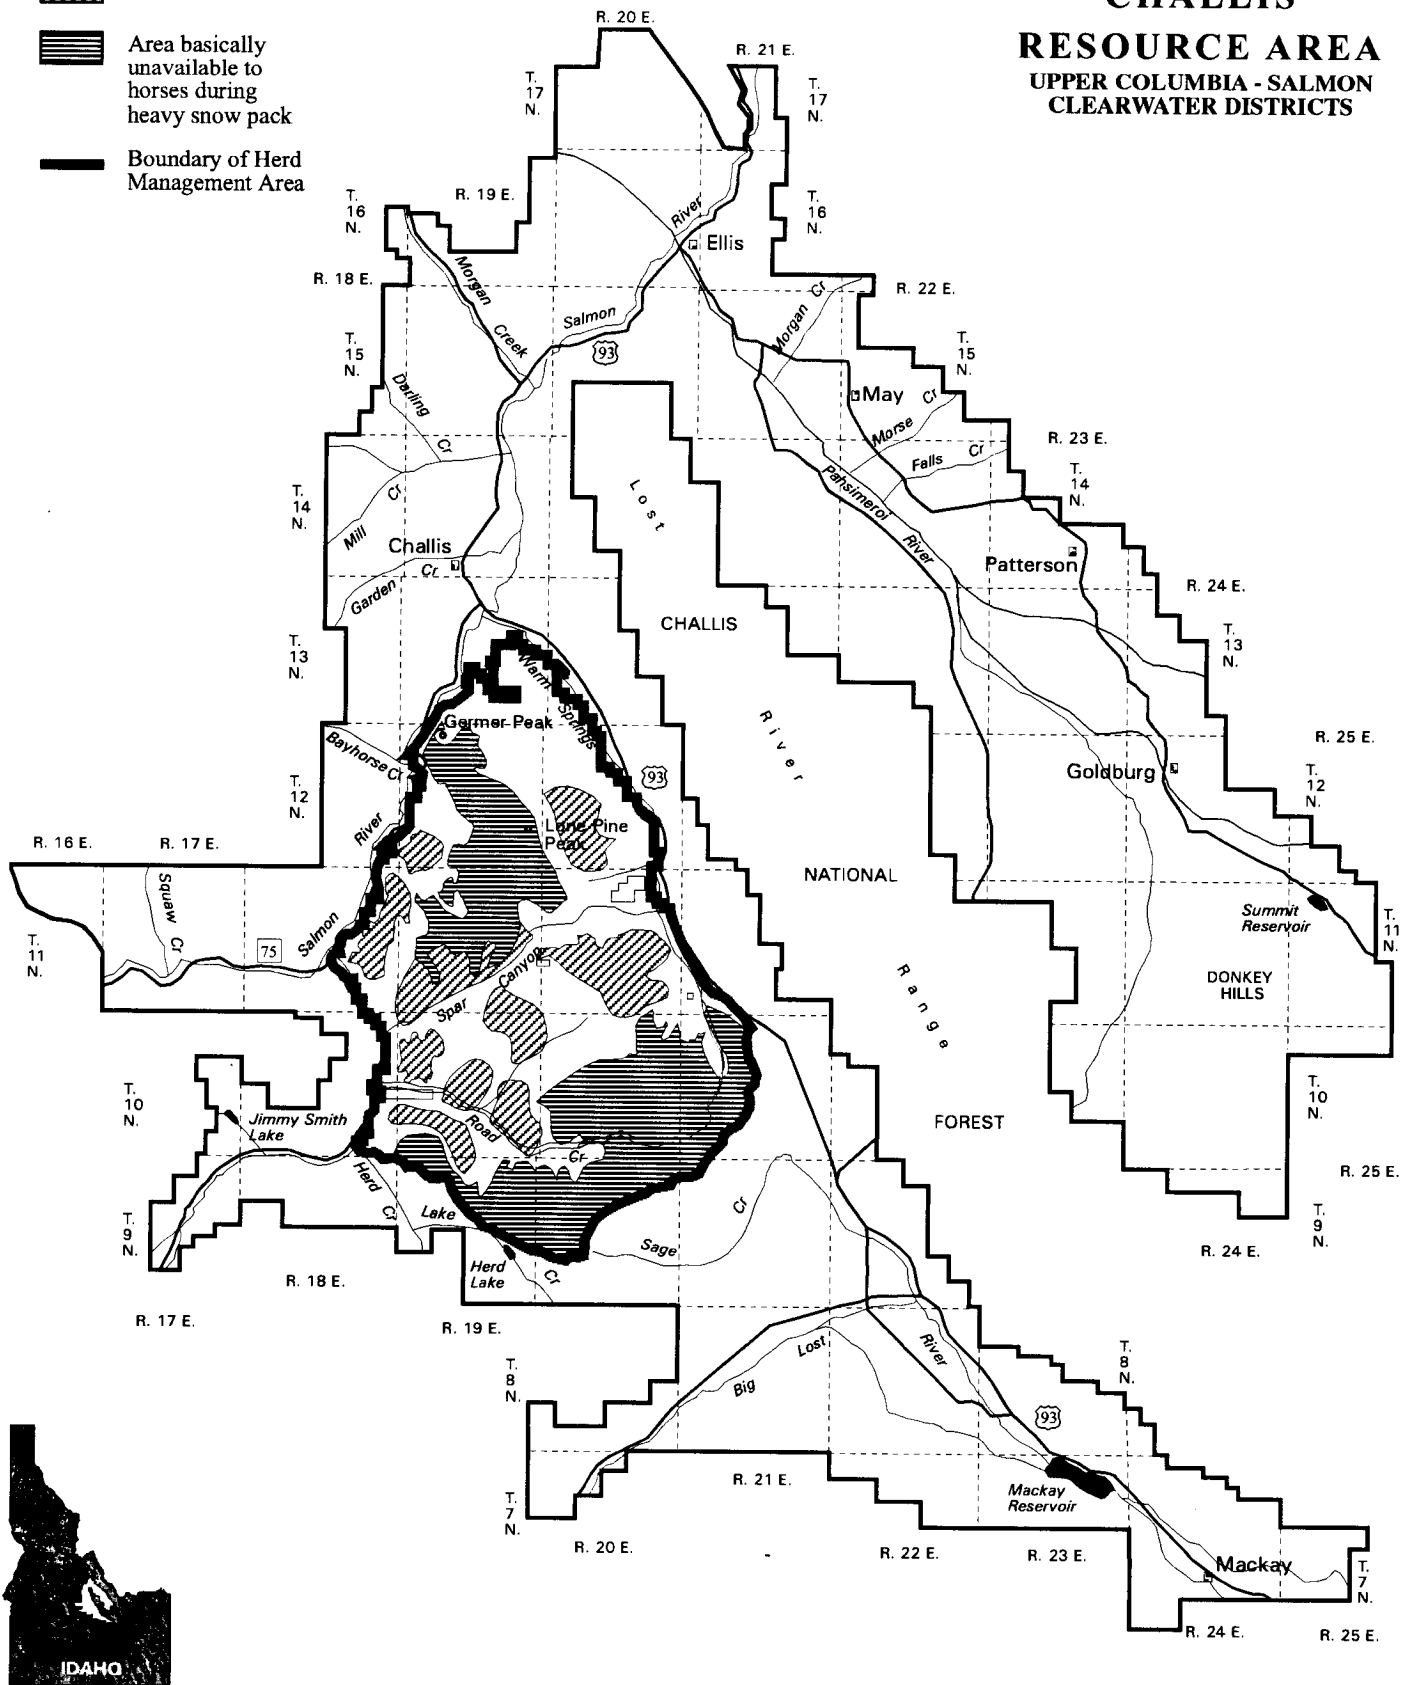 CHALLIS
RESOURCE AREA
UPPER COLUMBIA - SALMON
CLEARWATER DISTRICTS
Area basically
unavailable to
horses during
heavy snow pack
Boundary of Herd
Management Area
R. 20 E.
R. 21 E.
T.
17
N.
T.
17
N.
T.
16
N.
R. 19 E.
T.
16
N.
River
Ellis
R. 18 E.
Morgan
Creek
Salmon
93
Morgan Cr
R. 22 E.
T.
15
N.
T.
15
N.
Darling
Cr
May
Morse Cr
Falls Cr
R. 23 E.
T.
14
N.
T.
14
N.
Mill Cr
Lost
Pahsimeroi
River
Challis
Garden Cr
Patterson
R. 24 E.
CHALLIS
T.
13
N.
T.
13
N.
Warm
Springs
Germer Peak
River
Bayhorse Cr
93
R. 25 E.
Goldburg
T.
12
N.
T.
12
N.
River
Lone Pine
Peak
R. 16 E.
R. 17 E.
NATIONAL
Squaw Cr
Summit
Reservoir
T.
11
N.
75
Salmon
T.
11
N.
Canyon
Spar
Range
DONKEY
HILLS
T.
10
N.
T.
10
N.
Jimmy Smith
Lake
Road
Cr
FOREST
R. 25 E.
Herd
Cr
Lake
Cr
Sage
Cr
T.
9
N.
T.
9
N.
R. 24 E.
Herd
Lake
R. 18 E.
R. 17 E.
R. 19 E.
Big
Lost
River
T.
8
N.
T.
8
N.
93
R. 21 E.
Mackay
Reservoir
T.
7
N.
R. 20 E.
R. 22 E.
R. 23 E.
Mackay
T.
7
N.
R. 24 E.
R. 25 E.
IDAHO